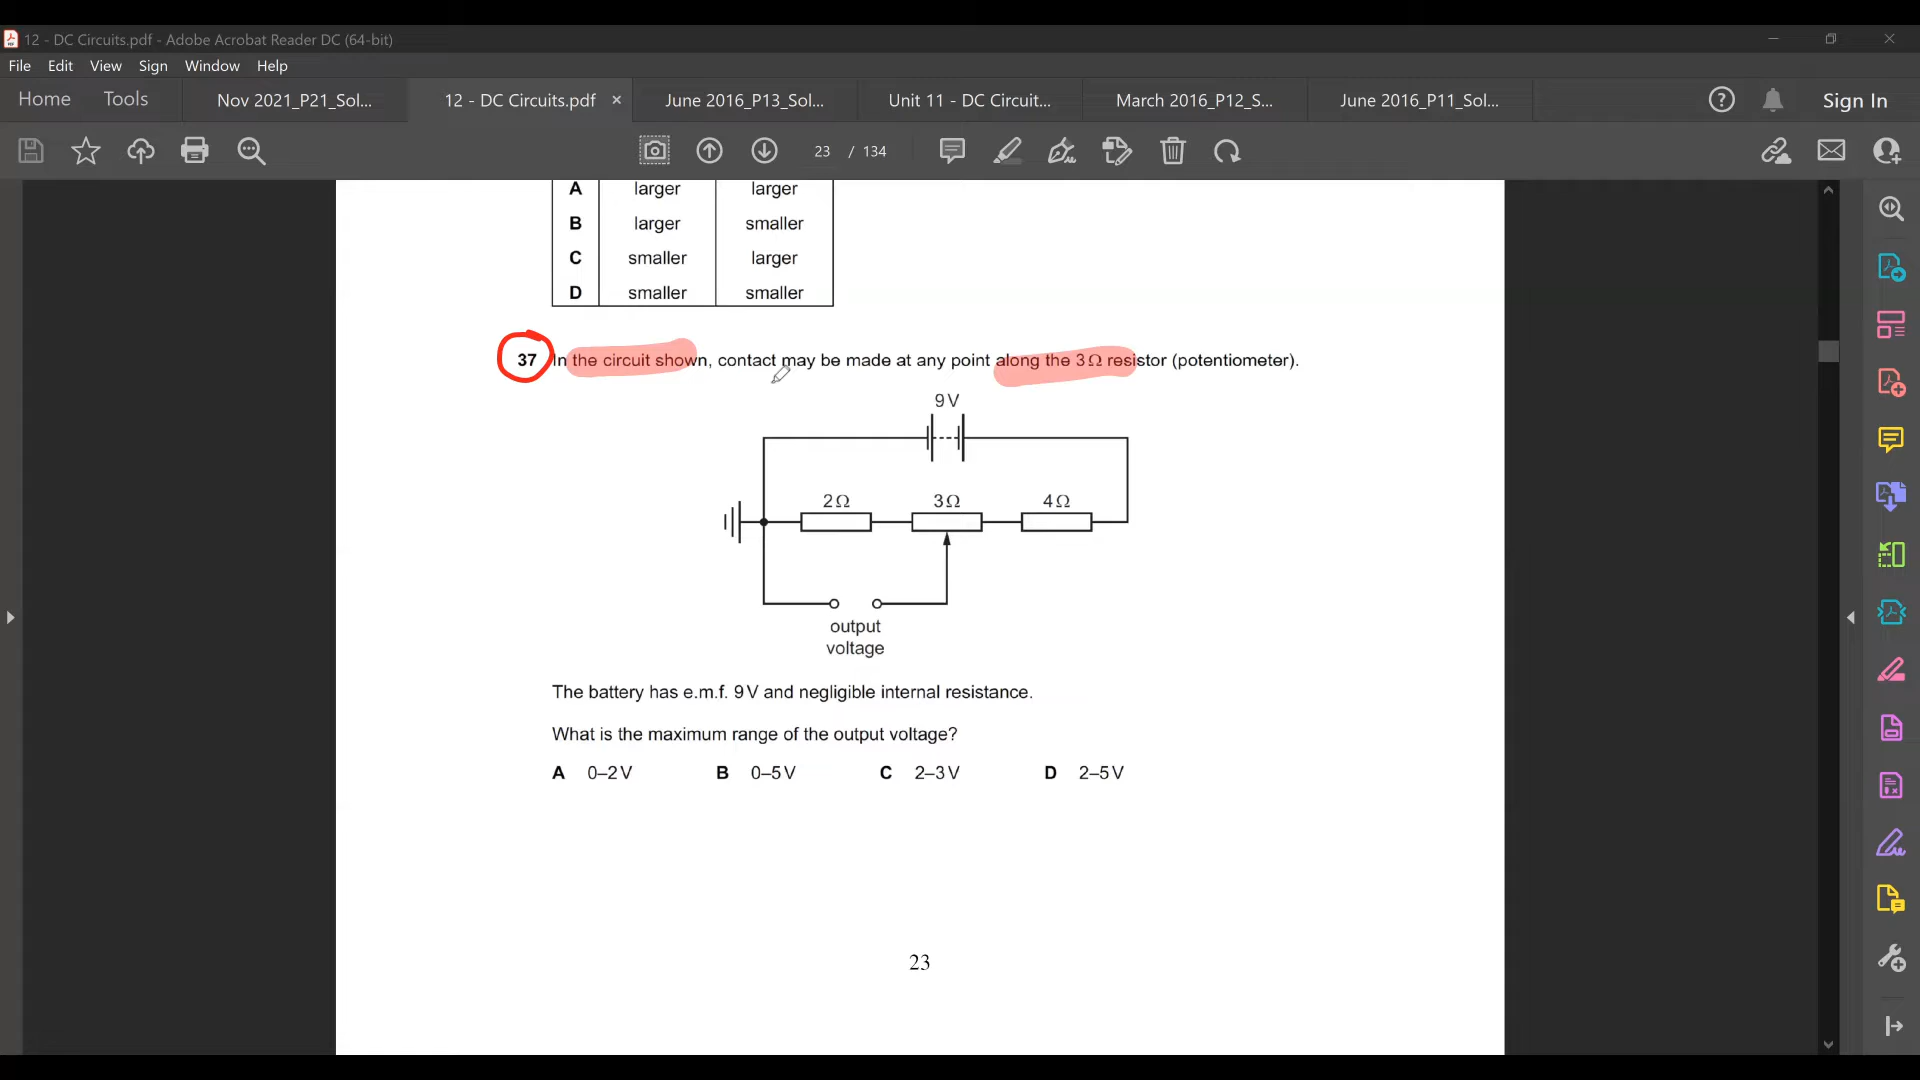 12 - DC Circuits.pdf - Adobe Acrobat Reader DC (64-bit)
File Edit View Sign Window Help
Home Tools Nov 2021_P21_Sol... 12 - DC Circuits.pdf × June 2016_P13_Sol... Unit 11 - DC Circuit... March 2016_P12_S... June 2016_P11_Sol... Sign In
23 / 134
A larger larger
B larger smaller
C smaller larger
D smaller smaller
37 In the circuit shown, contact may be made at any point along the 3Ω resistor (potentiometer).
9V
2Ω 3Ω 4Ω
output
voltage
The battery has e.m.f. 9V and negligible internal resistance.
What is the maximum range of the output voltage?
A 0–2V B 0–5V C 2–3V D 2–5V
23